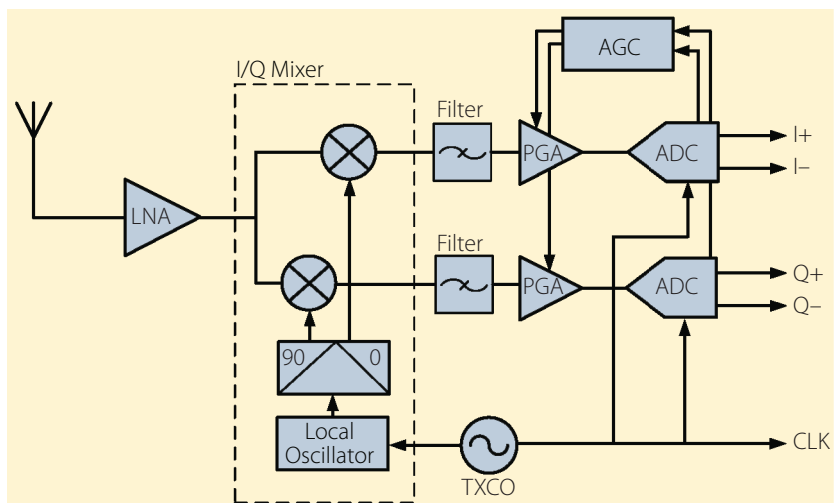 AGC
I/Q Mixer
Filter
PGA
ADC
I+
I–
LNA
Filter
PGA
ADC
Q+
Q–
90
0
Local
Oscillator
TXCO
CLK